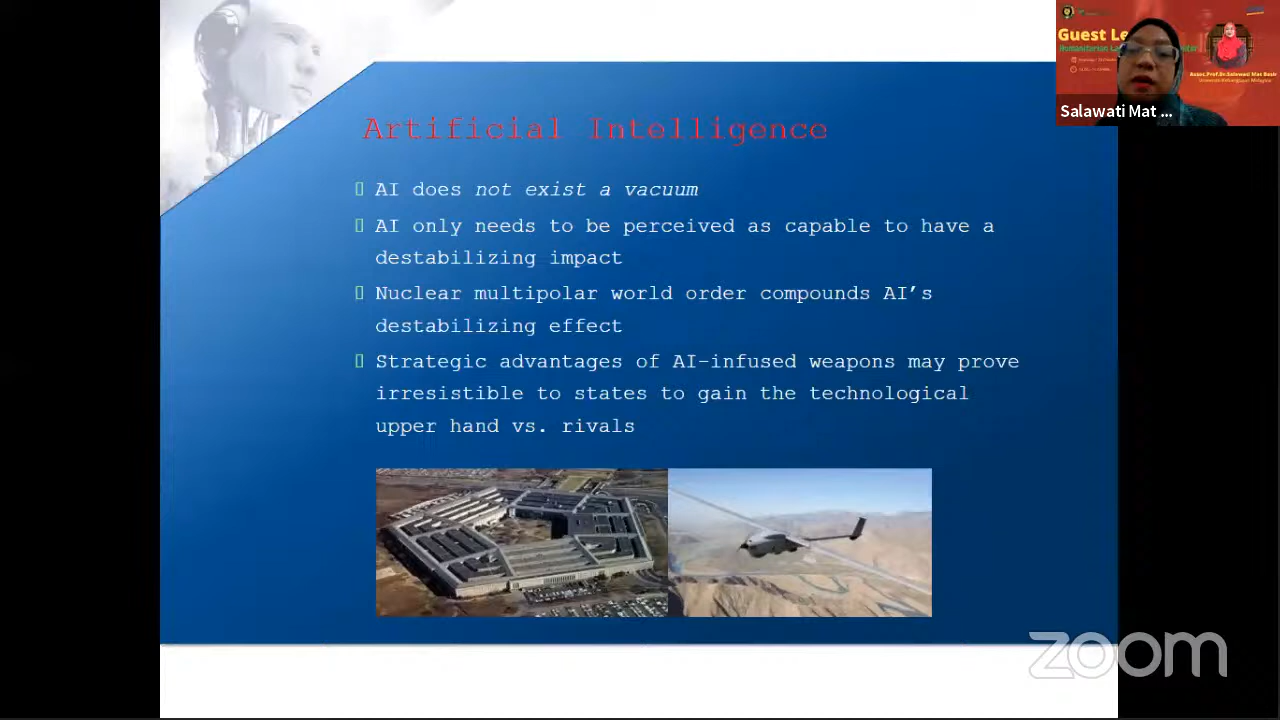 Artificial Intelligence
AI does not exist a vacuum
AI only needs to be perceived as capable to have a
destabilizing impact
Nuclear multipolar world order compounds AI’s
destabilizing effect
Strategic advantages of AI-infused weapons may prove
irresistible to states to gain the technological
upper hand vs. rivals
Guest Le
Salawati Mat ...
zoom